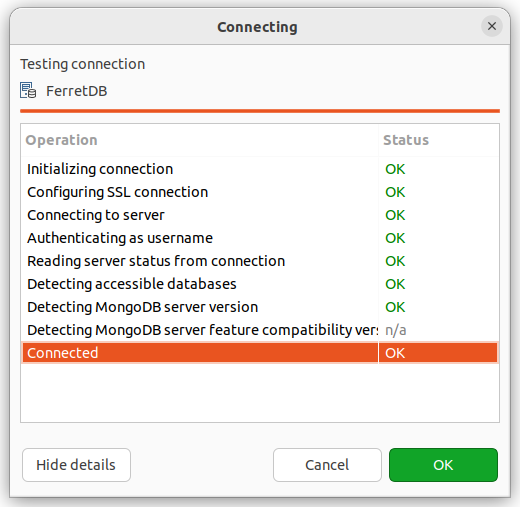 Connecting
Testing connection
FerretDB
Operation Status
Initializing connection OK
Configuring SSL connection OK
Connecting to server OK
Authenticating as username OK
Reading server status from connection OK
Detecting accessible databases OK
Detecting MongoDB server version OK
Detecting MongoDB server feature compatibility vers n/a
Connected OK
Hide details Cancel OK